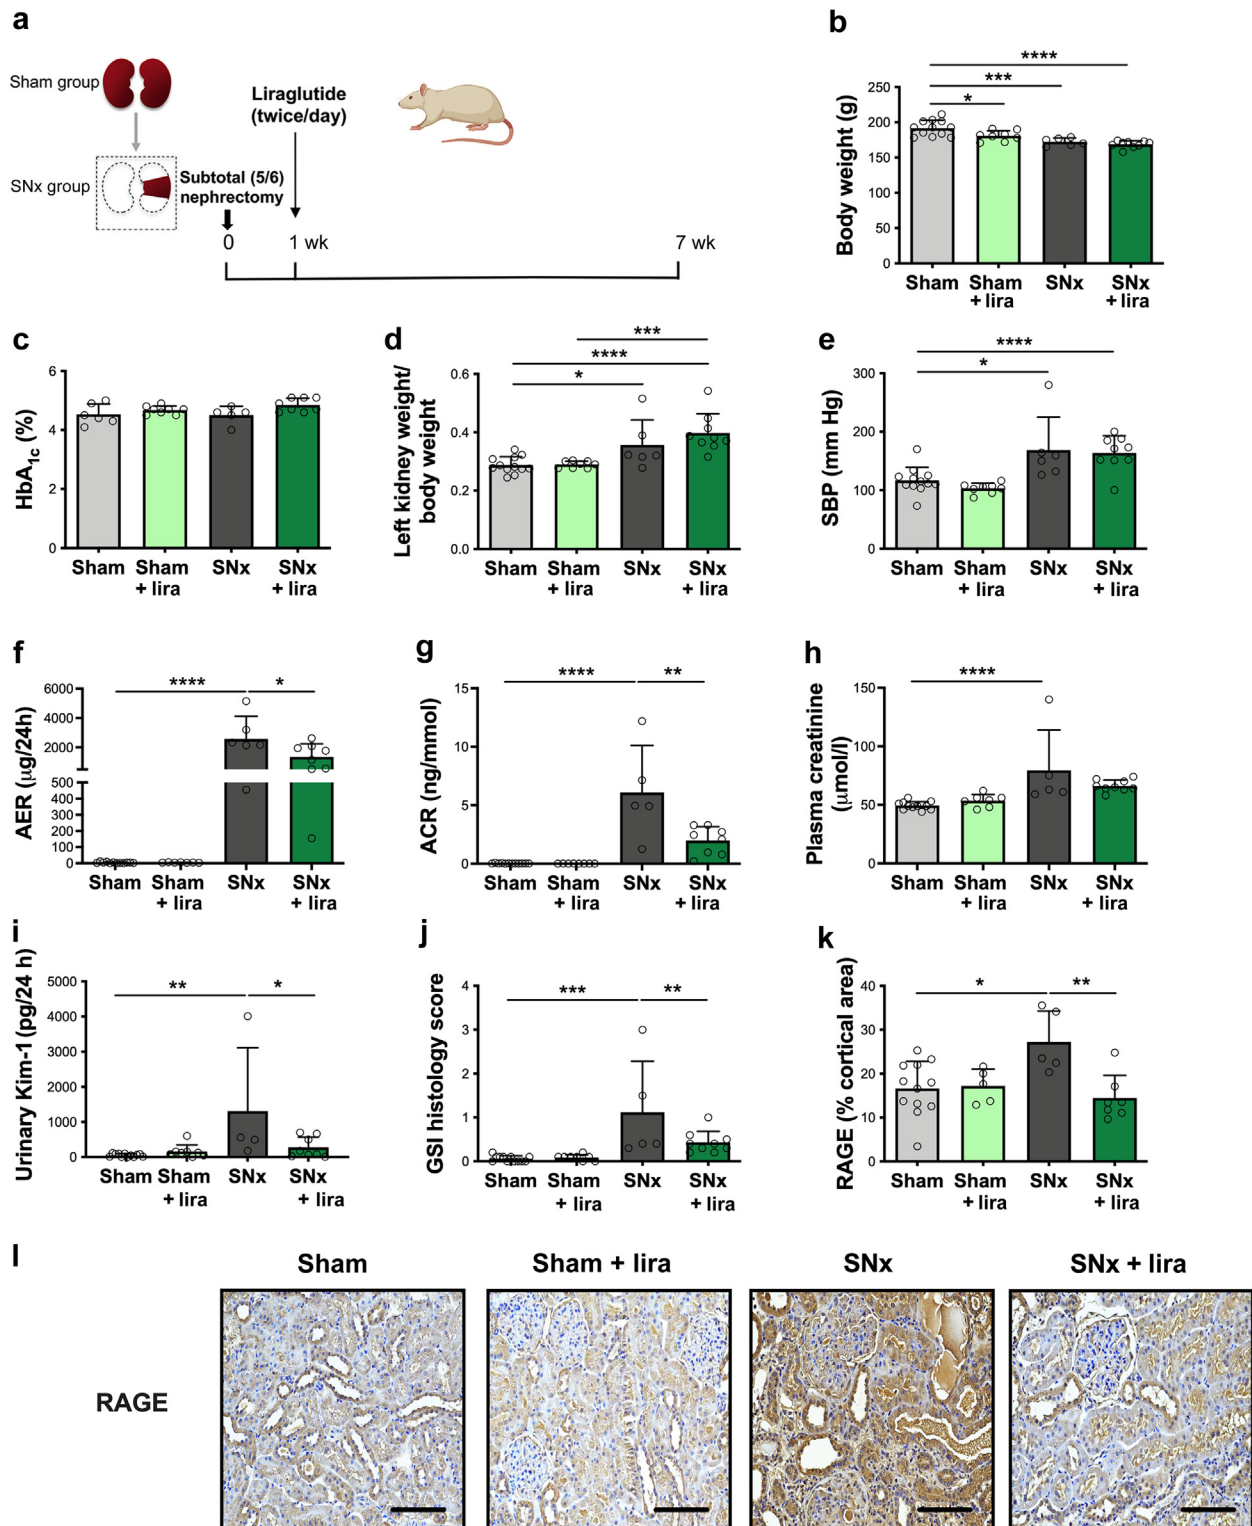 a
Sham group
SNx group
Subtotal (5/6)
nephrectomy
Liraglutide
(twice/day)
0
1 wk
7 wk
b
Body weight (g)
250
200
150
100
50
0
****
***
*
Sham
Sham
+ lira
SNx
SNx
+ lira
c
HbA1c (%)
6
4
2
0
Sham
Sham
+ lira
SNx
SNx
+ lira
d
Left kidney weight/
body weight
0.6
0.4
0.2
0.0
***
****
*
Sham
Sham
+ lira
SNx
SNx
+ lira
e
SBP (mm Hg)
300
200
100
0
****
*
Sham
Sham
+ lira
SNx
SNx
+ lira
f
AER (μg/24h)
6000
4000
2000
500
400
300
200
100
0
****
*
Sham
Sham
+ lira
SNx
SNx
+ lira
g
ACR (ng/mmol)
15
10
5
0
****
**
Sham
Sham
+ lira
SNx
SNx
+ lira
h
Plasma creatinine
(μmol/l)
150
100
50
0
****
Sham
Sham
+ lira
SNx
SNx
+ lira
i
Urinary Kim-1 (pg/24 h)
5000
4000
3000
2000
1000
0
**
*
Sham
Sham
+ lira
SNx
SNx
+ lira
j
GSI histology score
4
3
2
1
0
***
**
Sham
Sham
+ lira
SNx
SNx
+ lira
k
RAGE (% cortical area)
40
30
20
10
0
*
**
Sham
Sham
+ lira
SNx
SNx
+ lira
l
Sham
Sham + lira
SNx
SNx + lira
RAGE